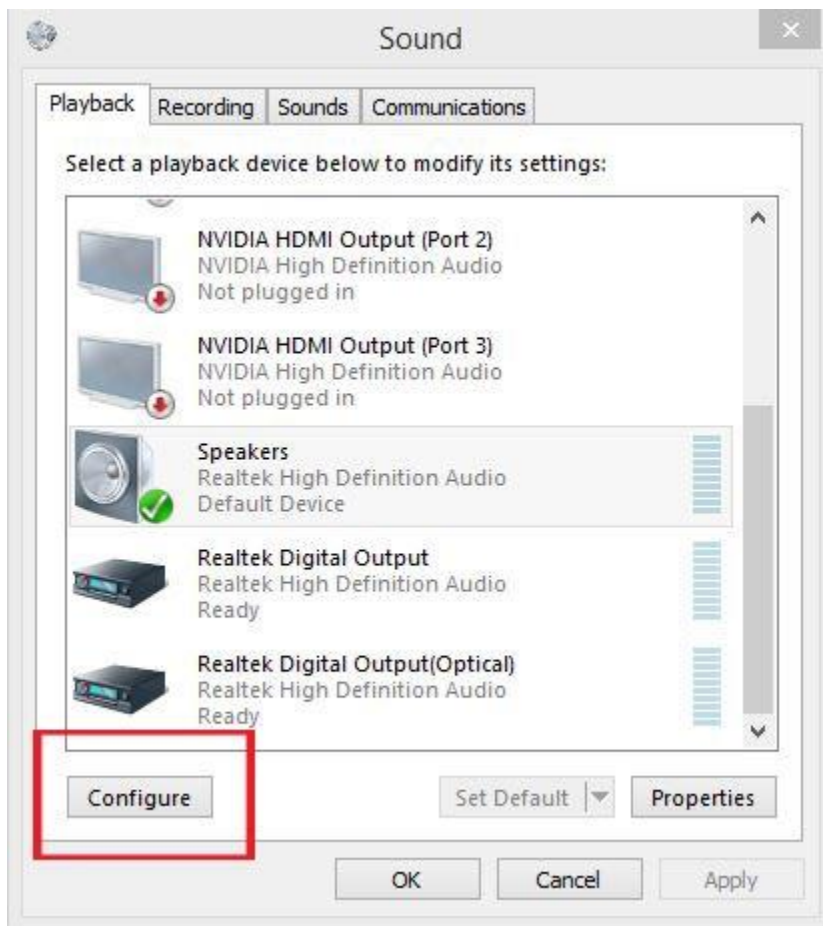 Sound
Playback Recording Sounds Communications
Select a playback device below to modify its settings:
NVIDIA HDMI Output (Port 2)
NVIDIA High Definition Audio
Not plugged in
NVIDIA HDMI Output (Port 3)
NVIDIA High Definition Audio
Not plugged in
Speakers
Realtek High Definition Audio
Default Device
Realtek Digital Output
Realtek High Definition Audio
Ready
Realtek Digital Output(Optical)
Realtek High Definition Audio
Ready
Configure Set Default Properties
OK Cancel Apply